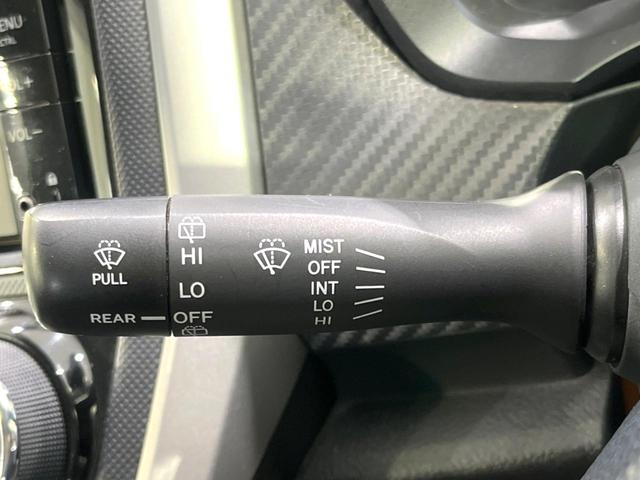 MENU
VOL+
VOL−
PULL
REAR
HI
LO
OFF
MIST
OFF
INT
LO
HI